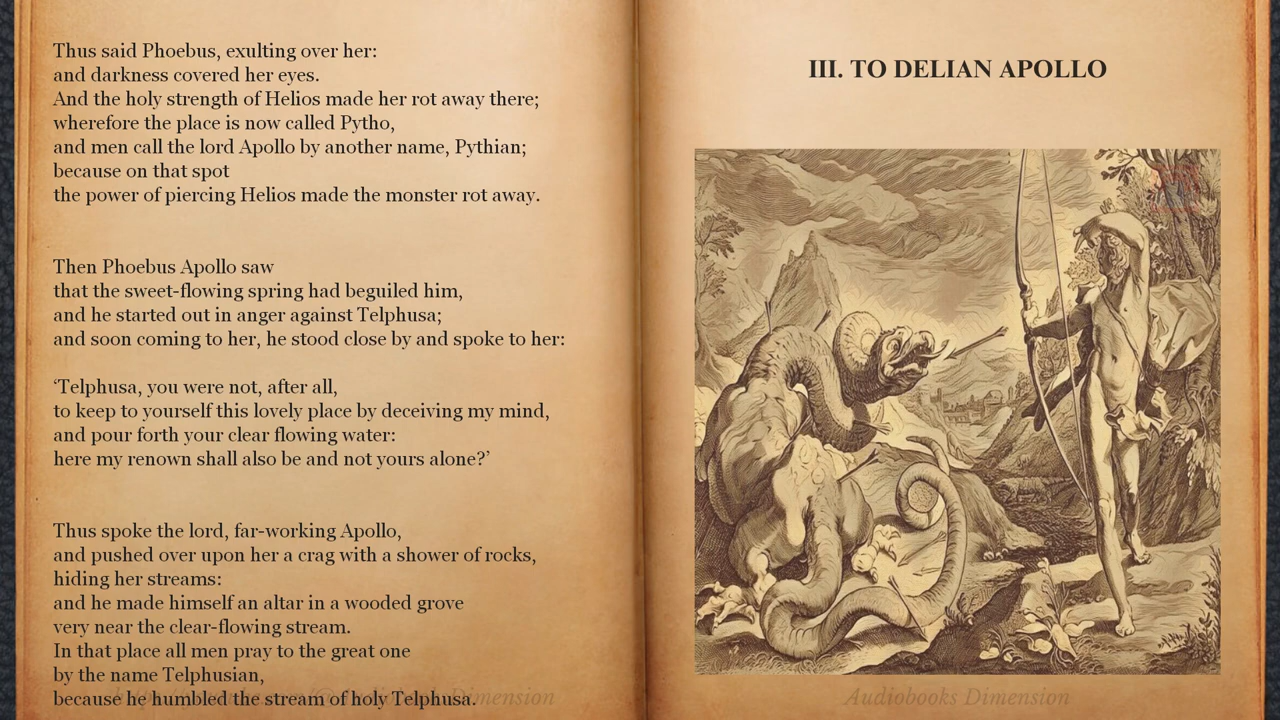 Thus said Phoebus, exulting over her:
and darkness covered her eyes.
And the holy strength of Helios made her rot away there;
wherefore the place is now called Pytho,
and men call the lord Apollo by another name, Pythian;
because on that spot
the power of piercing Helios made the monster rot away.
Then Phoebus Apollo saw
that the sweet-flowing spring had beguiled him,
and he started out in anger against Telphusa;
and soon coming to her, he stood close by and spoke to her:
‘Telphusa, you were not, after all,
to keep to yourself this lovely place by deceiving my mind,
and pour forth your clear flowing water:
here my renown shall also be and not yours alone?’
Thus spoke the lord, far-working Apollo,
and pushed over upon her a crag with a shower of rocks,
hiding her streams:
and he made himself an altar in a wooded grove
very near the clear-flowing stream.
In that place all men pray to the great one
by the name Telphusian,
because he humbled the stream of holy Telphusa.
III. TO DELIAN APOLLO
Audiobooks Dimension